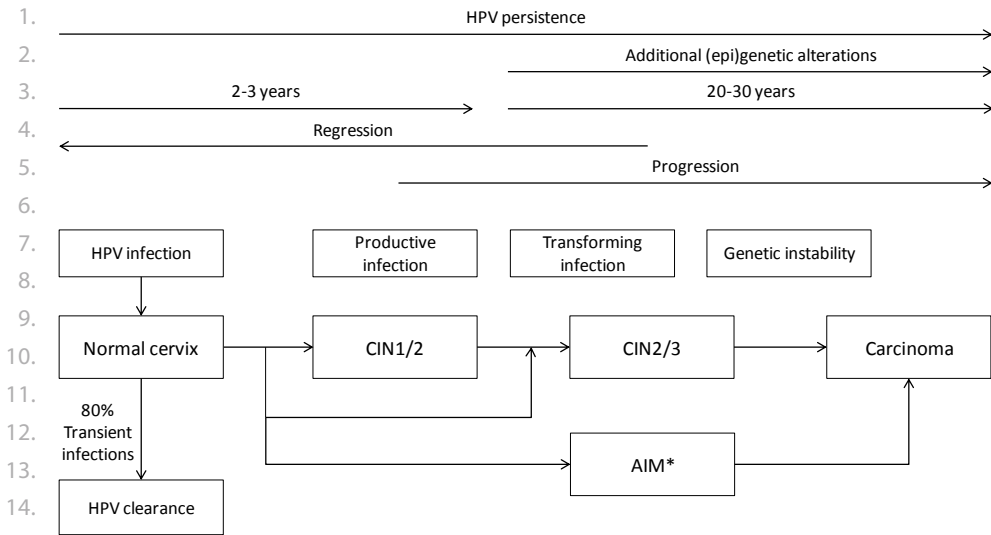 1.
HPV persistence
2.
Additional (epi)genetic alterations
3.
2-3 years
20-30 years
4.
Regression
5.
Progression
6.
7.
HPV infection
Productive
infection
Transforming
infection
Genetic instability
8.
9.
10.
Normal cervix
CIN1/2
CIN2/3
Carcinoma
11.
80%
Transient
infections
12.
13.
AIM*
14.
HPV clearance